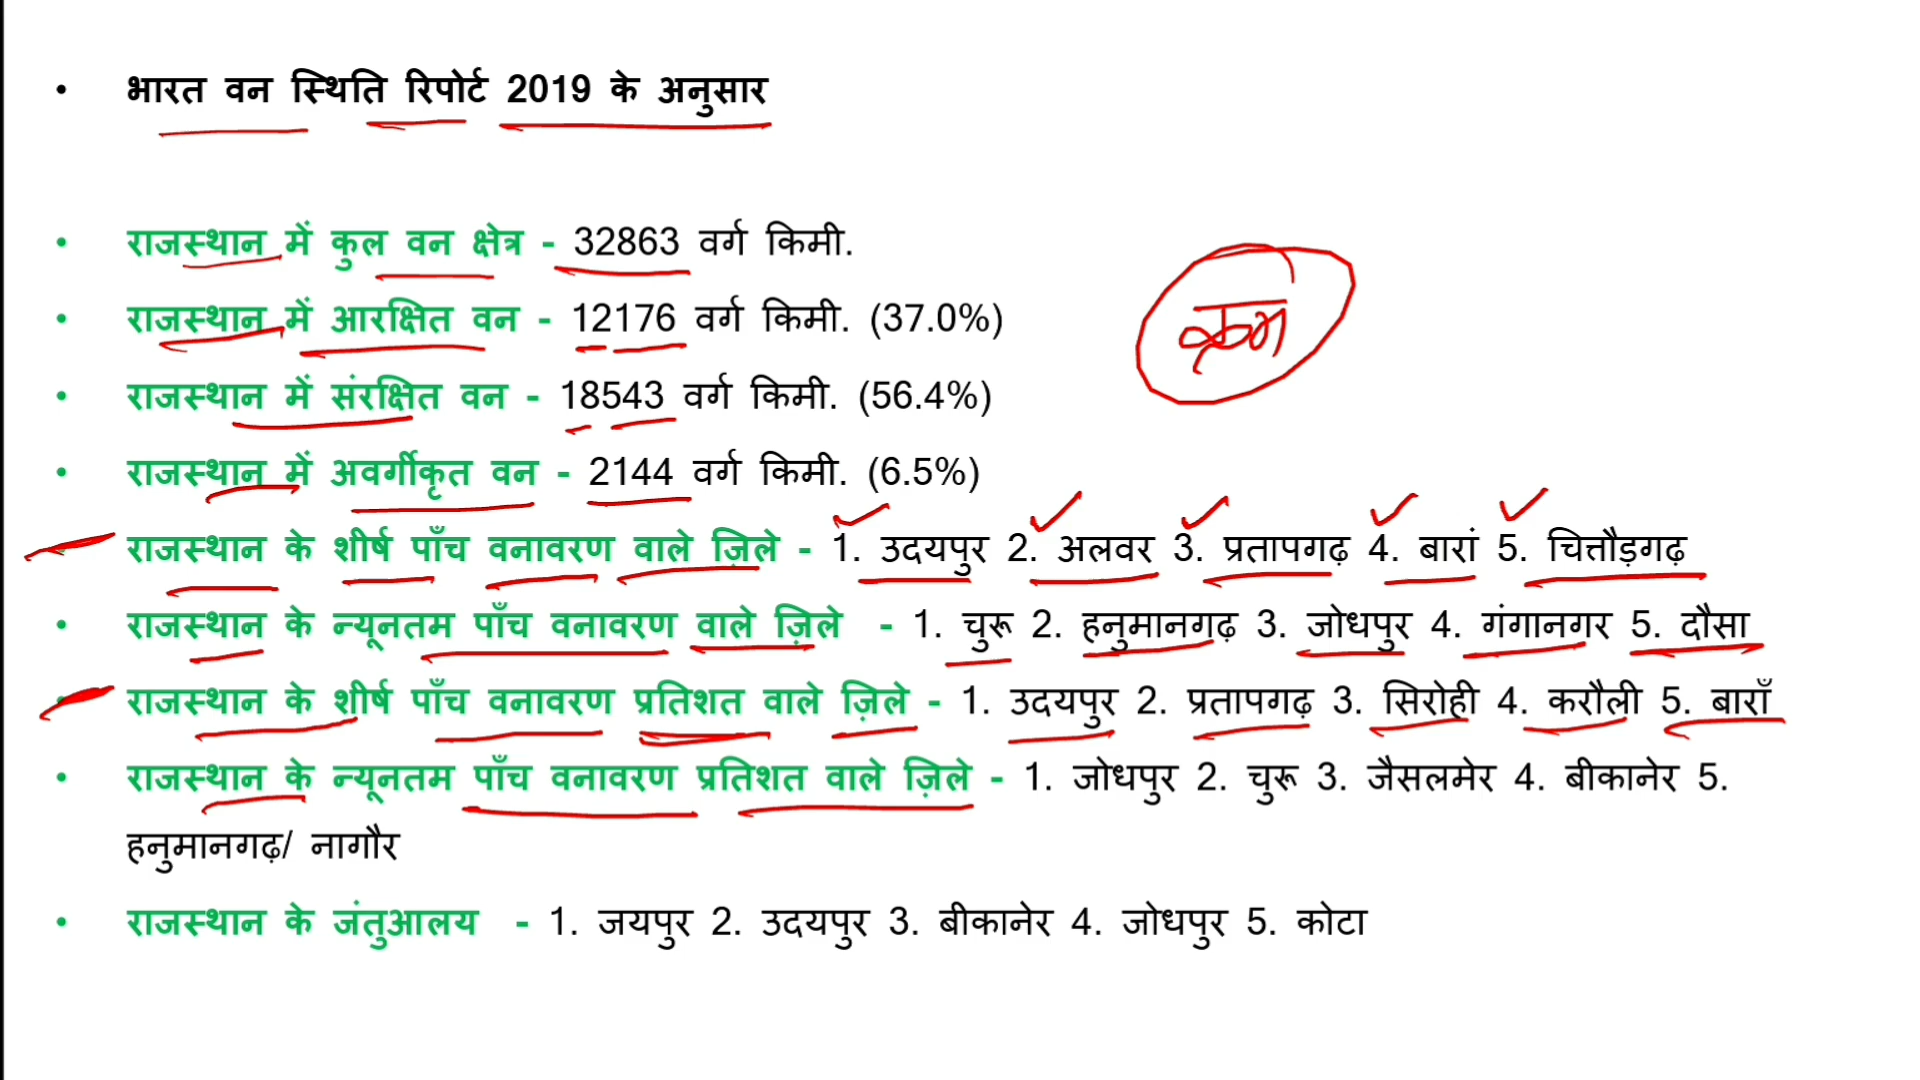 • भारत वन स्थिति रिपोर्ट 2019 के अनुसार
• राजस्थान में कुल वन क्षेत्र - 32863 वर्ग किमी.
• राजस्थान में आरक्षित वन - 12176 वर्ग किमी. (37.0%)
क्रम
• राजस्थान में संरक्षित वन - 18543 वर्ग किमी. (56.4%)
• राजस्थान में अवर्गीकृत वन - 2144 वर्ग किमी. (6.5%)
राजस्थान के शीर्ष पाँच वनावरण वाले ज़िले - 1. उदयपुर 2. अलवर 3. प्रतापगढ़ 4. बारां 5. चित्तौड़गढ़
• राजस्थान के न्यूनतम पाँच वनावरण वाले ज़िले - 1. चुरू 2. हनुमानगढ़ 3. जोधपुर 4. गंगानगर 5. दौसा
• राजस्थान के शीर्ष पाँच वनावरण प्रतिशत वाले ज़िले - 1. उदयपुर 2. प्रतापगढ़ 3. सिरोही 4. करौली 5. बाराँ
• राजस्थान के न्यूनतम पाँच वनावरण प्रतिशत वाले ज़िले - 1. जोधपुर 2. चुरू 3. जैसलमेर 4. बीकानेर 5.
हनुमानगढ़/ नागौर
• राजस्थान के जंतुआलय - 1. जयपुर 2. उदयपुर 3. बीकानेर 4. जोधपुर 5. कोटा